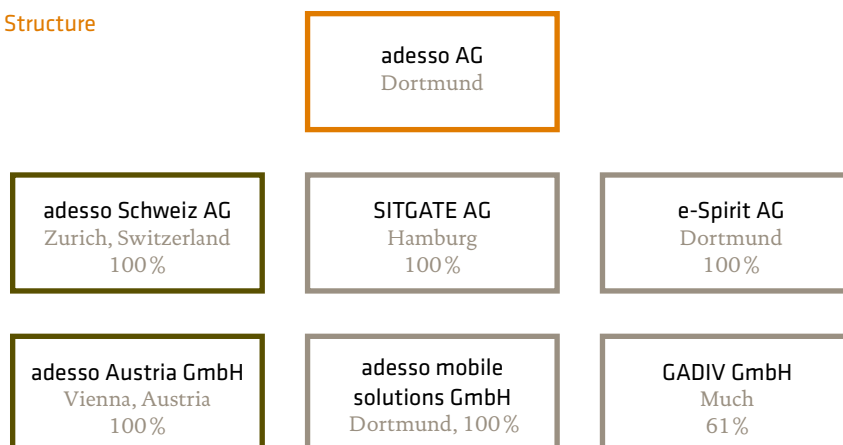 Structure
adesso AG
Dortmund
adesso Schweiz AG
Zurich, Switzerland
100 %
SITGATE AG
Hamburg
100 %
e-Spirit AG
Dortmund
100 %
adesso Austria GmbH
Vienna, Austria
100 %
adesso mobile
solutions GmbH
Dortmund, 100 %
GADIV GmbH
Much
61 %